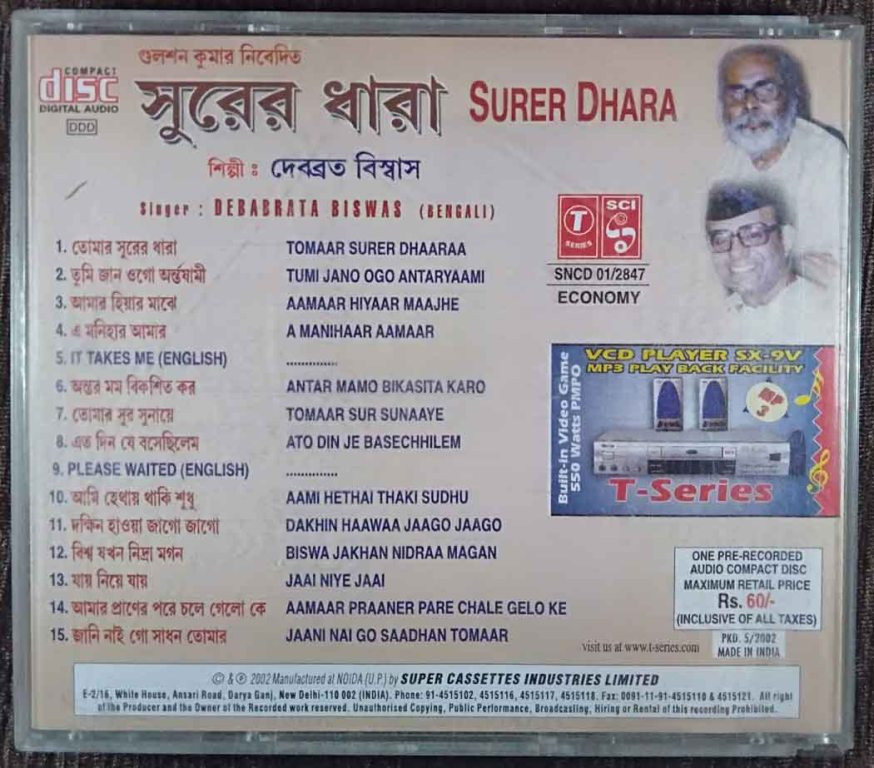 গুলশন কুমার নিবেদিত
COMPACT
disc
DIGITAL AUDIO
DDD
সুরের ধারা SURER DHARA
শিল্পী : দেবব্রত বিস্বাস
Singer : DEBABRATA BISWAS (BENGALI)
1. তোমার সুরের ধারা TOMAAR SURER DHAARAA
2. তুমি জান ওগো অর্ন্তযামী TUMI JANO OGO ANTARYAAMI
3. আমার হিয়ার মাঝে AAMAAR HIYAAR MAAJHE
4. এ মনিহার আমার A MANIHAAR AAMAAR
5. IT TAKES ME (ENGLISH) ..............
6. অন্তর মম বিকশিত কর ANTAR MAMO BIKASITA KARO
7. তোমার সুর সুনায়ে TOMAAR SUR SUNAAYE
8. এত দিন যে বসেছিলেম ATO DIN JE BASECHHILEM
9. PLEASE WAITED (ENGLISH) ..............
10. আমি হেথায় থাকি শুধু AAMI HETHAI THAKI SUDHU
11. দক্ষিন হাওয়া জাগো জাগো DAKHIN HAAWAA JAAGO JAAGO
12. বিশ্ব যখন নিদ্রা মগন BISWA JAKHAN NIDRAA MAGAN
13. যায় নিয়ে যায় JAAI NIYE JAAI
14. আমার প্রাণের পরে চলে গেলো কে AAMAAR PRAANER PARE CHALE GELO KE
15. জানি নাই গো সাধন তোমার JAANI NAI GO SAADHAN TOMAAR
T
SERIES
SCI
SNCD 01/2847
ECONOMY
VCD PLAYER SX-9V
MP3 PLAY BACK FACILITY
Built-in Video Game
550 Watts PMPO
MP
3
T-Series
ONE PRE-RECORDED
AUDIO COMPACT DISC
MAXIMUM RETAIL PRICE
Rs. 60/-
(INCLUSIVE OF ALL TAXES)
PKD. 5/2002
MADE IN INDIA
visit us at www.t-series.com
© & ℗ 2002 Manufactured at NOIDA (U.P.) by SUPER CASSETTES INDUSTRIES LIMITED
E-2/16, White House, Ansari Road, Darya Ganj, New Delhi-110 002 (INDIA). Phone: 91-4515102, 4515116, 4515117, 4515118. Fax: 0091-11-91-4515110 & 4515121. All right
of the Producer and the Owner of the Recorded work reserved. Unauthorised Copying, Public Performance, Broadcasting, Hiring or Rental of this recording Prohibited.